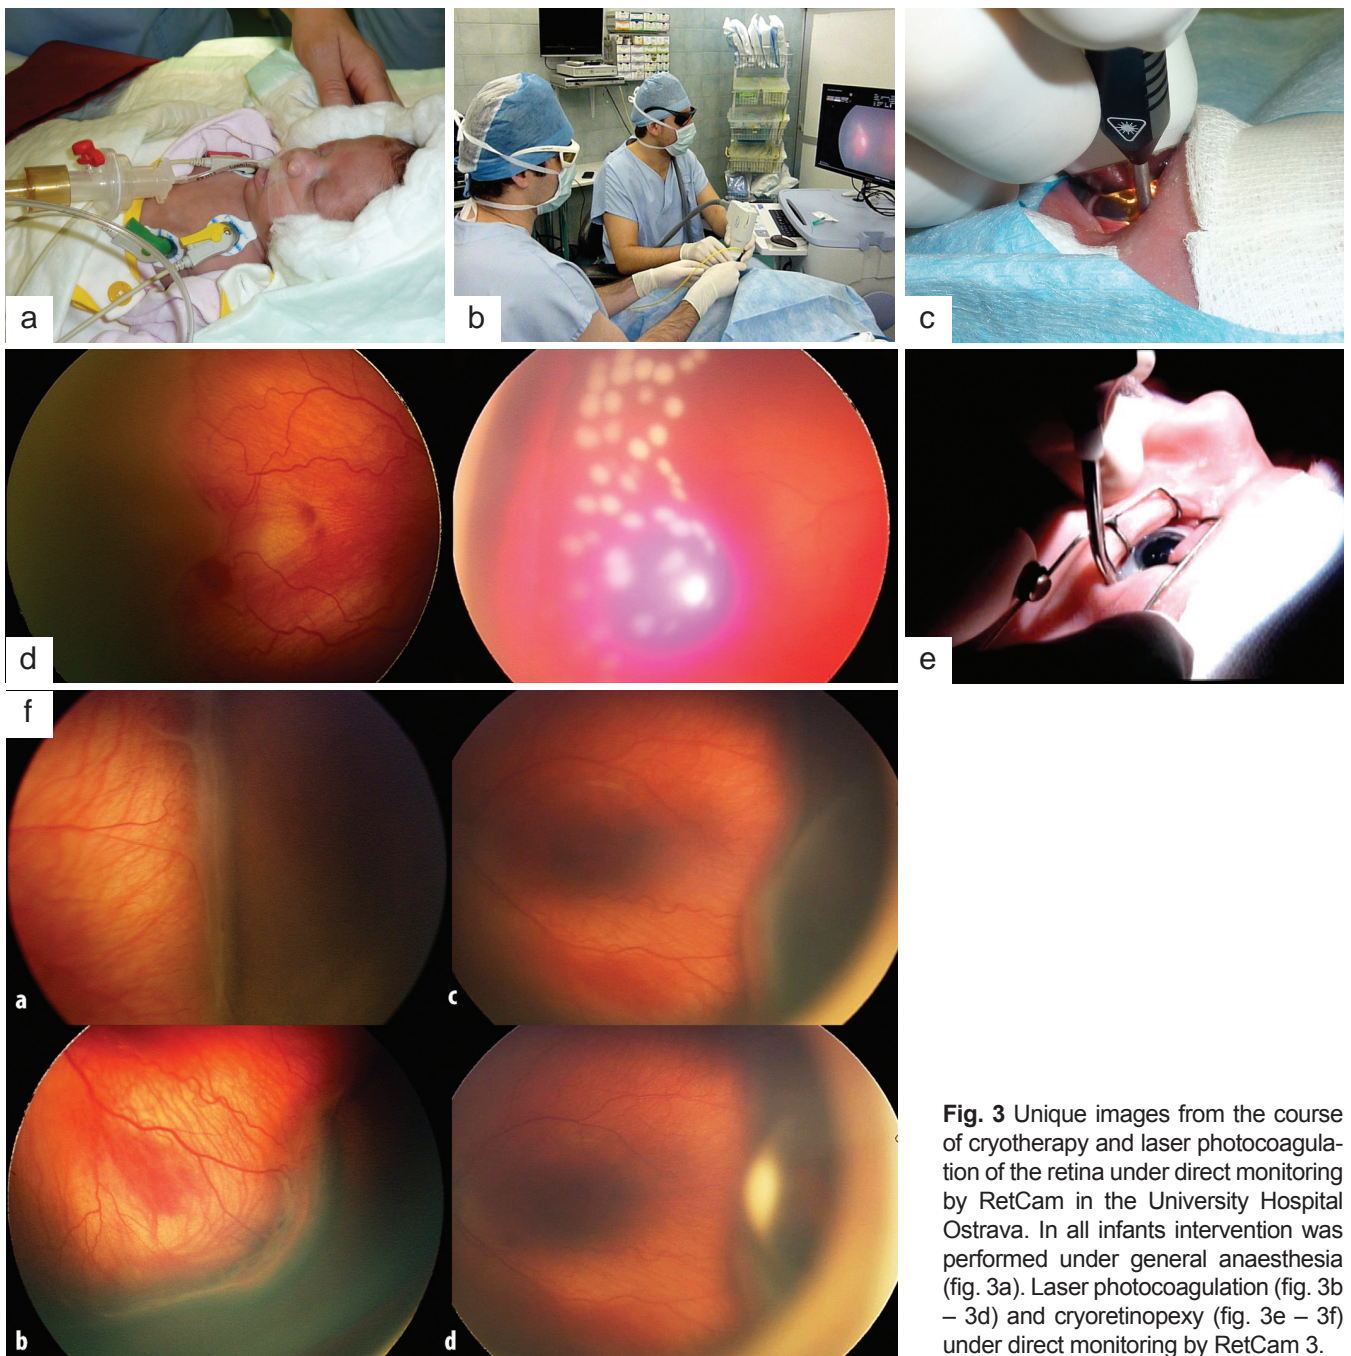 a
b
c
d
e
f
a
c
b
d
Fig. 3 Unique images from the course
of cryotherapy and laser photocoagula-
tion of the retina under direct monitoring
by RetCam in the University Hospital
Ostrava. In all infants intervention was
performed under general anaesthesia
(fig. 3a). Laser photocoagulation (fig. 3b
– 3d) and cryoretinopexy (fig. 3e – 3f)
under direct monitoring by RetCam 3.